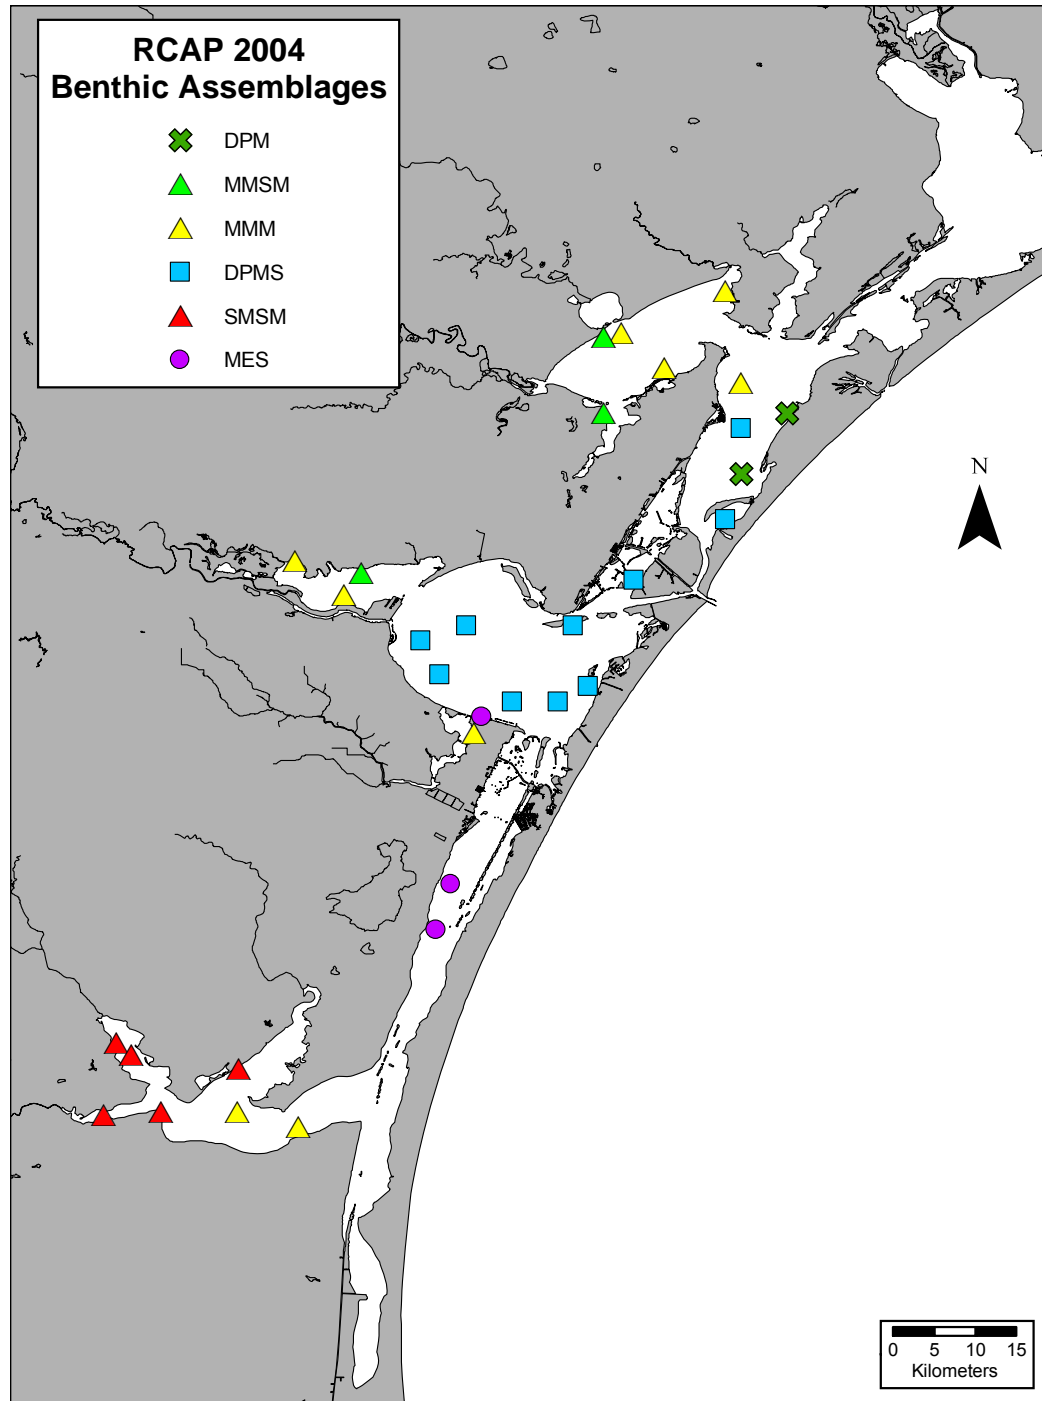 RCAP 2004
Benthic Assemblages
DPM
MMSM
MMM
DPMS
SMSM
MES
N
0 5 10 15
Kilometers